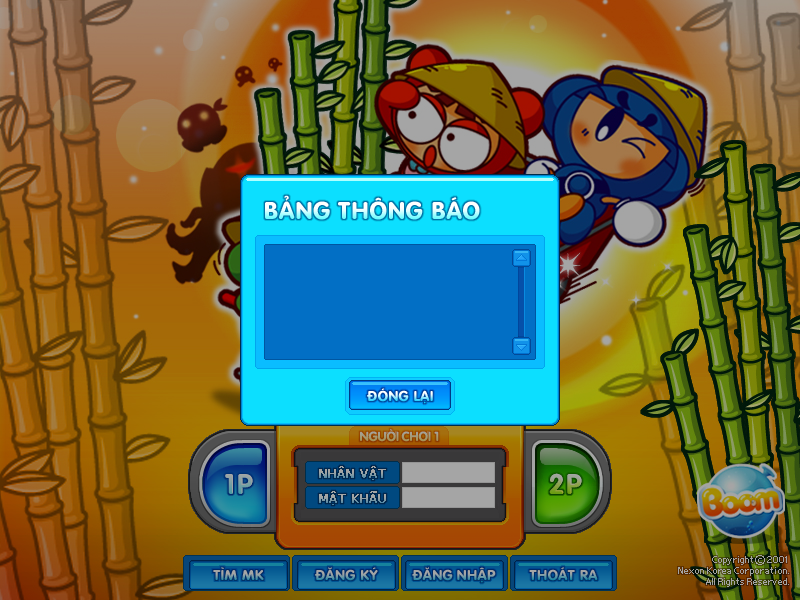 BẢNG THÔNG BÁO
ĐÓNG LẠI
NGƯỜI CHƠI 1
1P
NHÂN VẬT
MẬT KHẨU
2P
Boom
TÌM MK
ĐĂNG KÝ
ĐĂNG NHẬP
THOÁT RA
Copyright©2001
Nexon Korea Corporation.
All Rights Reserved.